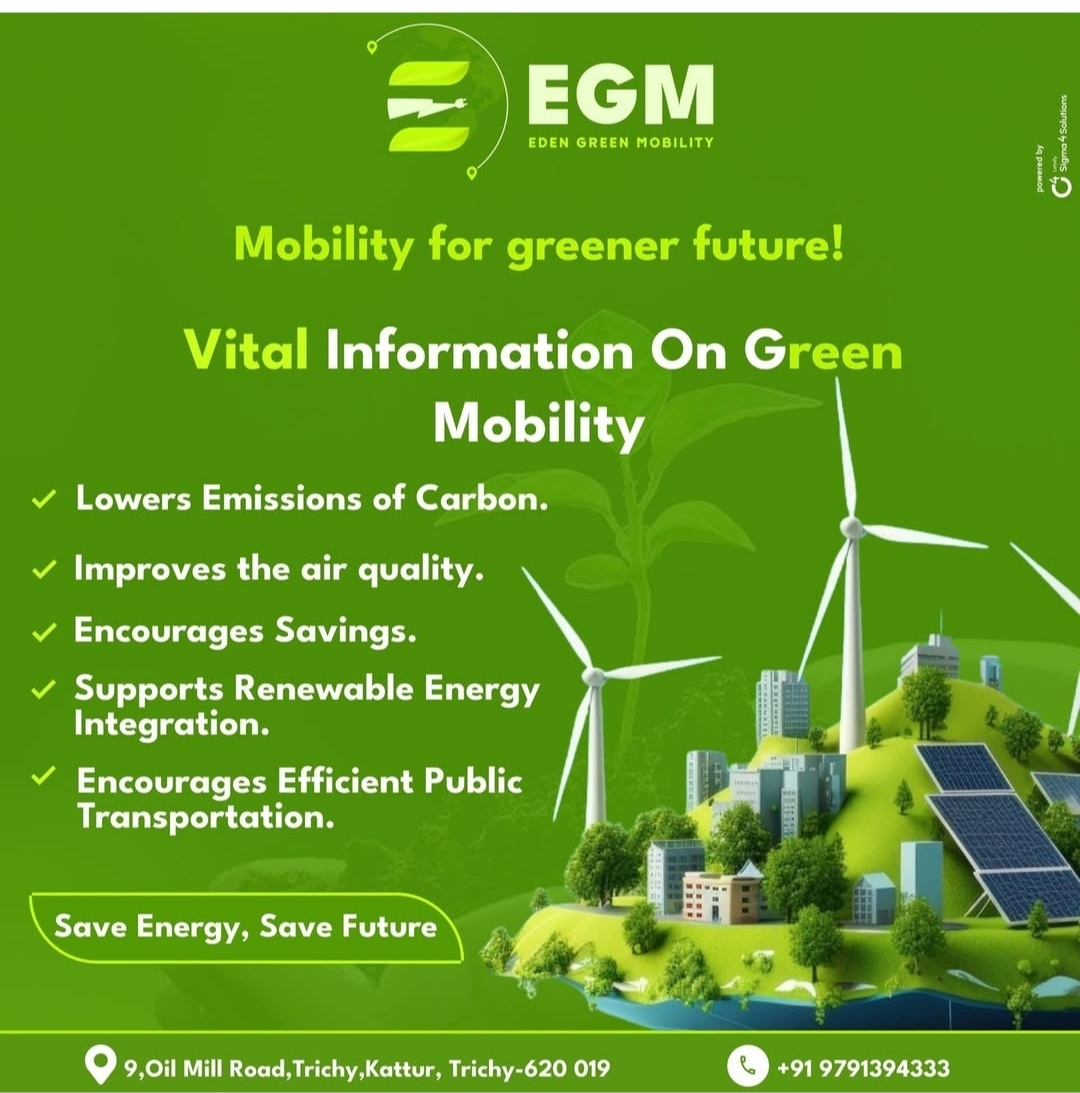 EGM
EDEN GREEN MOBILITY
powered by
Sigma 4 Solutions
Mobility for greener future!
Vital Information On Green
Mobility
Lowers Emissions of Carbon.
Improves the air quality.
Encourages Savings.
Supports Renewable Energy
Integration.
Encourages Efficient Public
Transportation.
Save Energy, Save Future
9,Oil Mill Road,Trichy,Kattur, Trichy-620 019
+91 9791394333